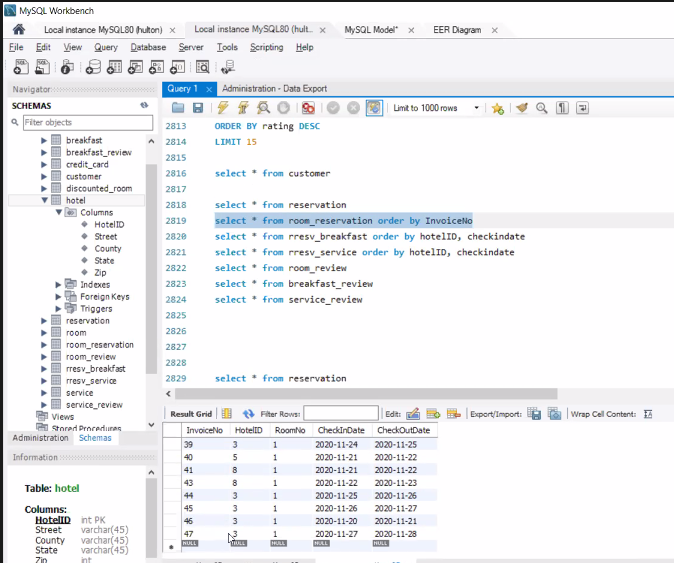 MySQL Workbench
Local instance MySQL80 (hulton) × Local instance MySQL80 (hult... × MySQL Model* × EER Diagram ×
File Edit View Query Database Server Tools Scripting Help
Navigator
SCHEMAS
Filter objects
breakfast
breakfast_review
credit_card
customer
discounted_room
hotel
Columns
HotelID
Street
County
State
Zip
Indexes
Foreign Keys
Triggers
reservation
room
room_reservation
room_review
rresv_breakfast
rresv_service
service
service_review
Views
Stored Procedures
Administration Schemas
Information
Table: hotel
Columns:
HotelID int PK
Street varchar(45)
County varchar(45)
State varchar(45)
Zip int
Query 1 × Administration - Data Export
Limit to 1000 rows
2813 ORDER BY rating DESC
2814 LIMIT 15
2815
2816 select * from customer
2817
2818 select * from reservation
2819 select * from room_reservation order by InvoiceNo
2820 select * from rresv_breakfast order by hotelID, checkindate
2821 select * from rresv_service order by hotelID, checkindate
2822 select * from room_review
2823 select * from breakfast_review
2824 select * from service_review
2825
2826
2827
2828
2829 select * from reservation
Result Grid Filter Rows: Edit: Export/Import: Wrap Cell Content:
InvoiceNo HotelID RoomNo CheckInDate CheckOutDate
39 3 1 2020-11-24 2020-11-25
40 5 1 2020-11-21 2020-11-22
41 8 1 2020-11-21 2020-11-22
43 8 1 2020-11-22 2020-11-23
44 3 1 2020-11-25 2020-11-26
45 3 1 2020-11-26 2020-11-27
46 3 1 2020-11-20 2020-11-21
47 3 1 2020-11-27 2020-11-28
NULL NULL NULL NULL NULL